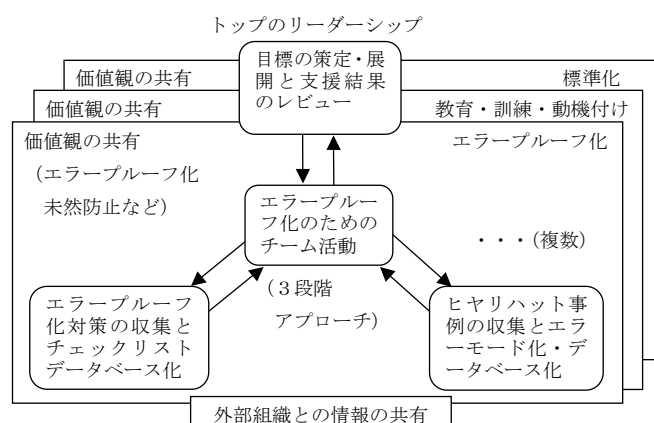 トップのリーダーシップ
目標の策定・展
開と支援結果
のレビュー
価値観の共有
標準化
価値観の共有
教育・訓練・動機付け
価値観の共有
エラープルーフ化
(エラープルーフ化
未然防止など)
エラープルー
フ化のための
チーム活動
・・・(複数)
(3段階
アプローチ)
エラープルーフ
化対策の収集と
チェックリスト
データベース化
ヒヤリハット事
例の収集とエラ
ーモード化・デ
ータベース化
外部組織との情報の共有